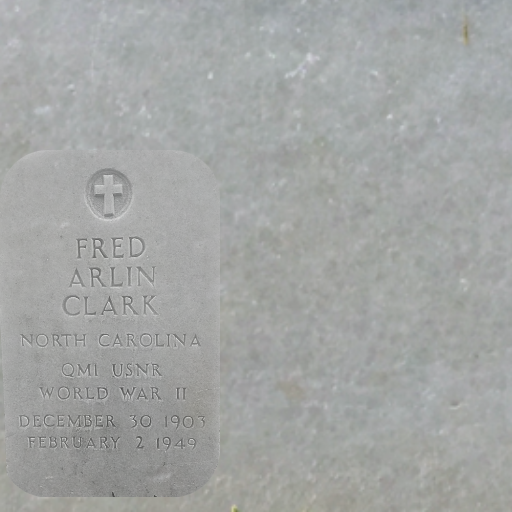 FRED
ARLIN
CLARK
NORTH CAROLINA
QM1 USNR
WORLD WAR II
DECEMBER 30 1903
FEBRUARY 2 1949